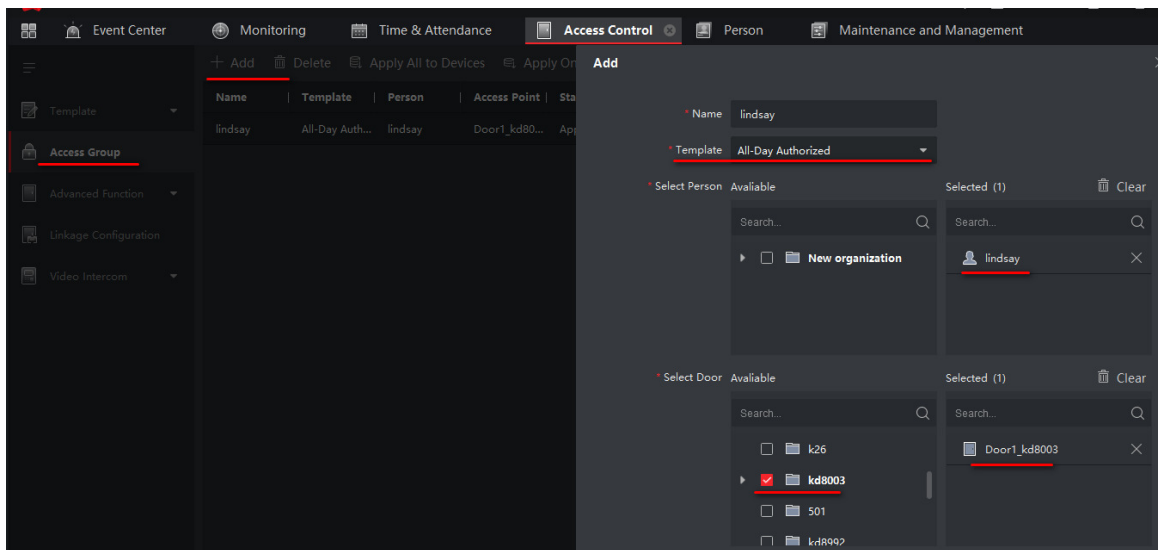 Event Center Monitoring Time & Attendance Access Control Person Maintenance and Management
Add Delete Apply All to Devices Apply On
Name Template Person Access Point Sta
lindsay All-Day Auth... lindsay Door1_kd80... App
Template
Access Group
Advanced Function
Linkage Configuration
Video Intercom
Add
* Name lindsay
* Template All-Day Authorized
* Select Person Avaliable Selected (1) Clear
Search... Search...
New organization lindsay
* Select Door Avaliable Selected (1) Clear
Search... Search...
k26 Door1_kd8003
kd8003
501
kd8992